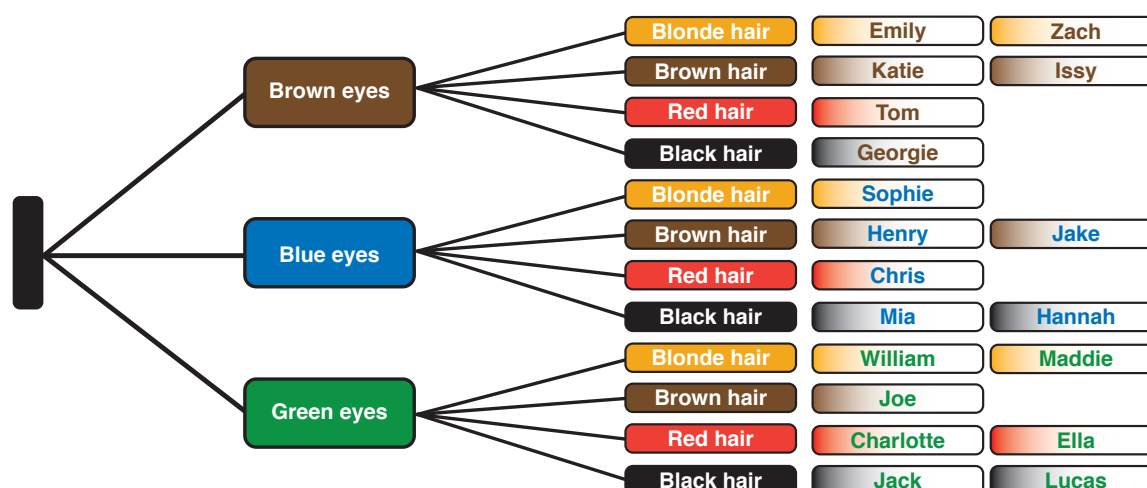 Blonde hair Emily Zach
Brown eyes
Brown hair Katie Issy
Red hair Tom
Black hair Georgie
Blonde hair Sophie
Blue eyes
Brown hair Henry Jake
Red hair Chris
Black hair Mia Hannah
Blonde hair William Maddie
Green eyes
Brown hair Joe
Red hair Charlotte Ella
Black hair Jack Lucas